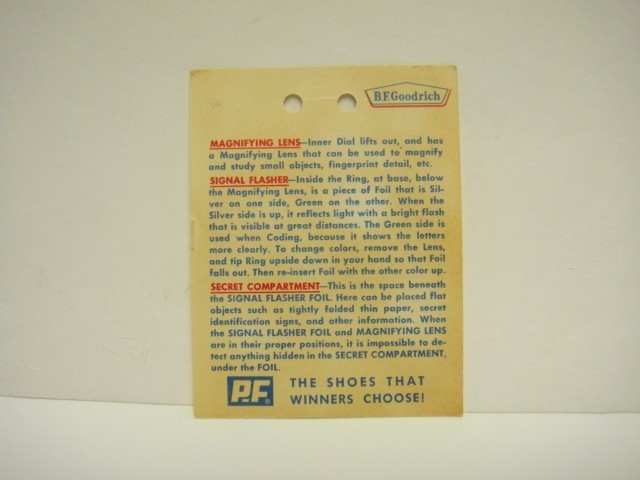 B.F.Goodrich
MAGNIFYING LENS—Inner Dial lifts out, and has
a Magnifying Lens that can be used to magnify
and study small objects, fingerprint detail, etc.
SIGNAL FLASHER—Inside the Ring, at base, below
the Magnifying Lens, is a piece of Foil that is Sil-
ver on one side, Green on the other. When the
Silver side is up, it reflects light with a bright flash
that is visible at great distances. The Green side is
used when Coding, because it shows the letters
more clearly. To change colors, remove the Lens,
and tip Ring upside down in your hand so that Foil
falls out. Then re-insert Foil with the other color up.
SECRET COMPARTMENT—This is the space beneath
the SIGNAL FLASHER FOIL. Here can be placed flat
objects such as tightly folded thin paper, secret
identification signs, and other information. When
the SIGNAL FLASHER FOIL and MAGNIFYING LENS
are in their proper positions, it is impossible to de-
tect anything hidden in the SECRET COMPARTMENT,
under the FOIL.
P.F.®
THE SHOES THAT
WINNERS CHOOSE!